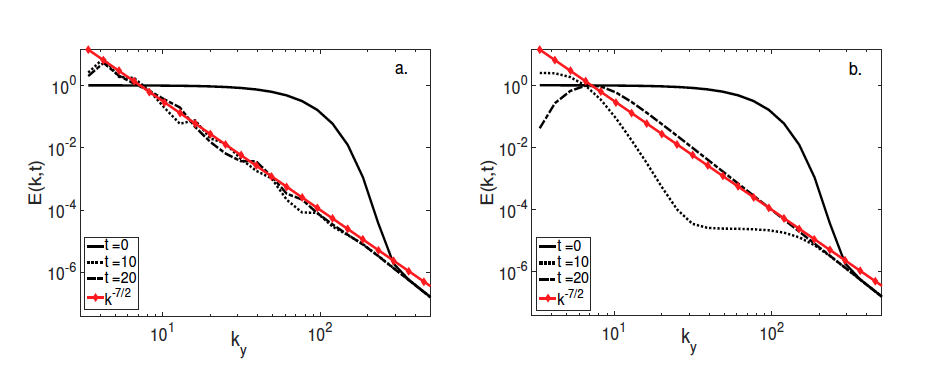 a.
E(k,t)
10^0
10^-2
10^-4
10^-6
t =0
t =10
t =20
k^-7/2
10^1
10^2
k_y
b.
E(k,t)
10^0
10^-2
10^-4
10^-6
t =0
t =10
t =20
k^-7/2
10^1
10^2
k_y